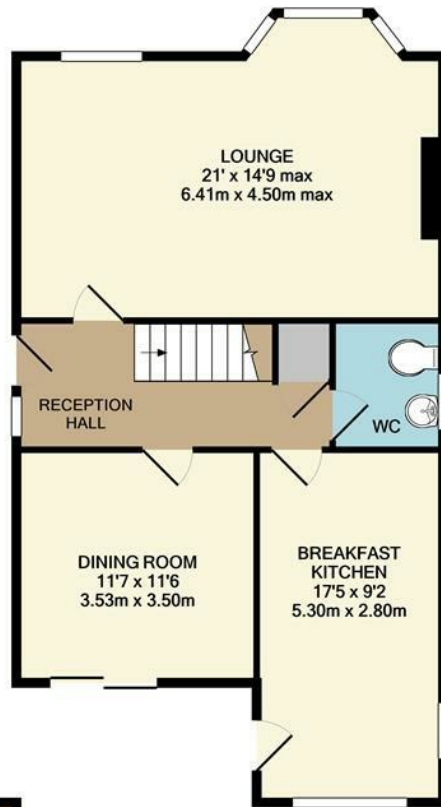 LOUNGE
21' x 14'9 max
6.41m x 4.50m max
RECEPTION
HALL
WC
DINING ROOM
11'7 x 11'6
3.53m x 3.50m
BREAKFAST
KITCHEN
17'5 x 9'2
5.30m x 2.80m